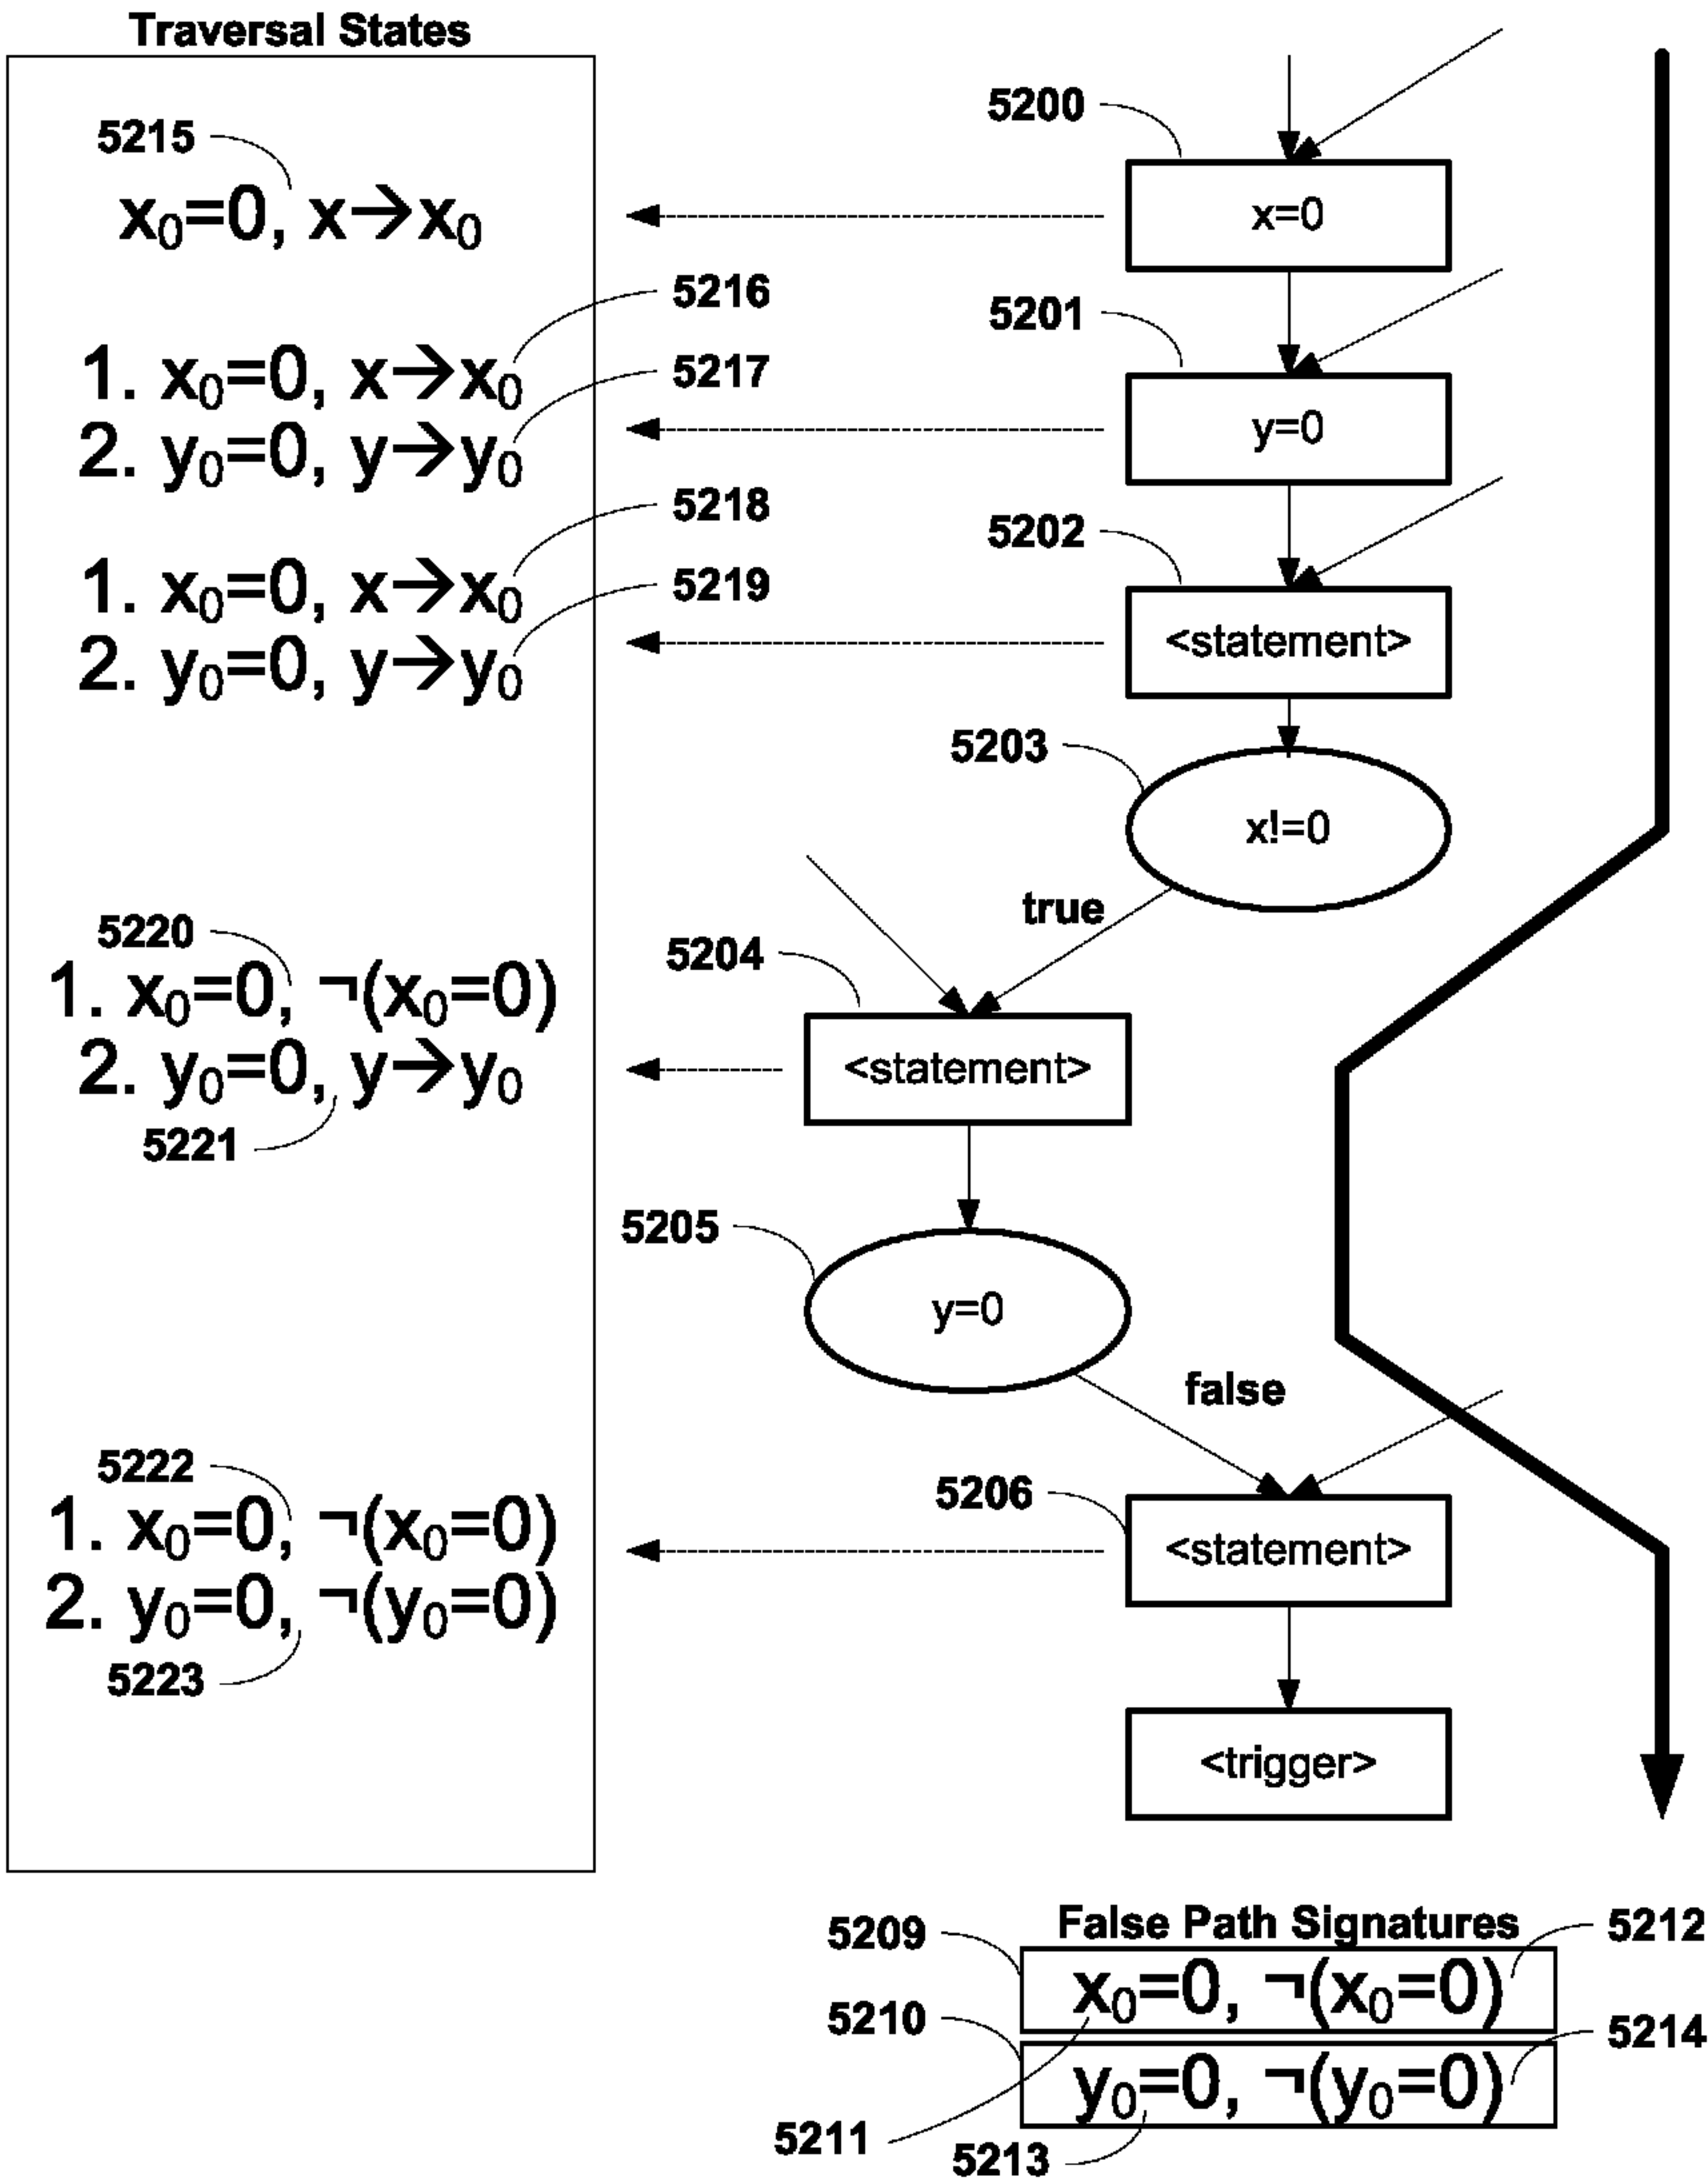 Traversal States
5200
5215
x₀=0, x→x₀
x=0
5216
5201
1. x₀=0, x→x₀
5217
2. y₀=0, y→y₀
y=0
5218
5202
1. x₀=0, x→x₀
5219
2. y₀=0, y→y₀
<statement>
5203
x!=0
true
5220
5204
1. x₀=0, ¬(x₀=0)
2. y₀=0, y→y₀
<statement>
5221
5205
y=0
false
5222
5206
1. x₀=0, ¬(x₀=0)
<statement>
2. y₀=0, ¬(y₀=0)
5223
<trigger>
False Path Signatures
5209
5212
x₀=0, ¬(x₀=0)
5210
5214
y₀=0, ¬(y₀=0)
5211
5213